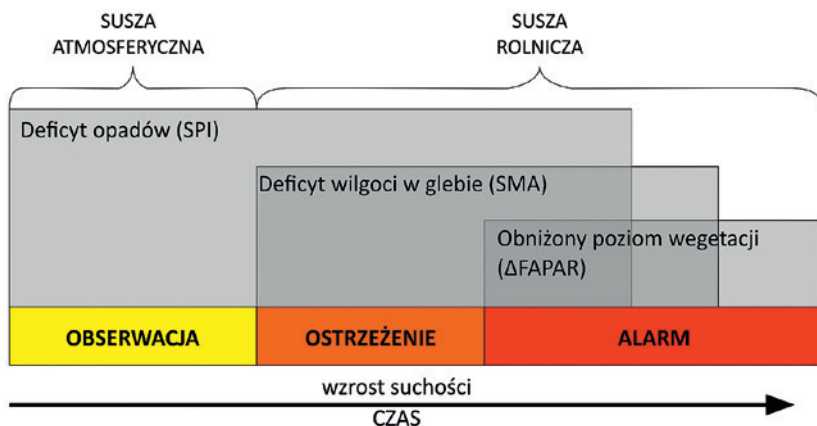 SUSZA
ATMOSFERYCZNA
SUSZA
ROLNICZA
Deficyt opadów (SPI)
Deficyt wilgoci w glebie (SMA)
Obniżony poziom wegetacji
(ΔFAPAR)
OBSERWACJA
OSTRZEŻENIE
ALARM
wzrost suchości
CZAS